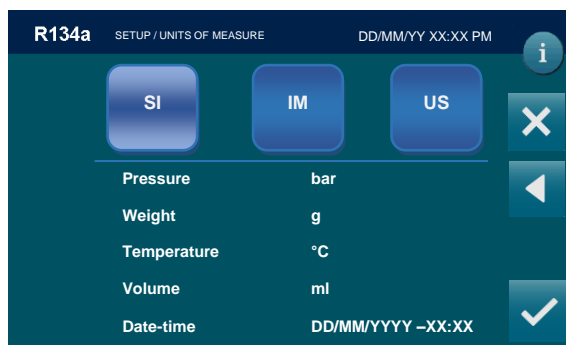 R134a SETUP / UNITS OF MEASURE DD/MM/YY XX:XX PM
i
SI IM US
Pressure bar
Weight g
Temperature °C
Volume ml
Date-time DD/MM/YYYY –XX:XX